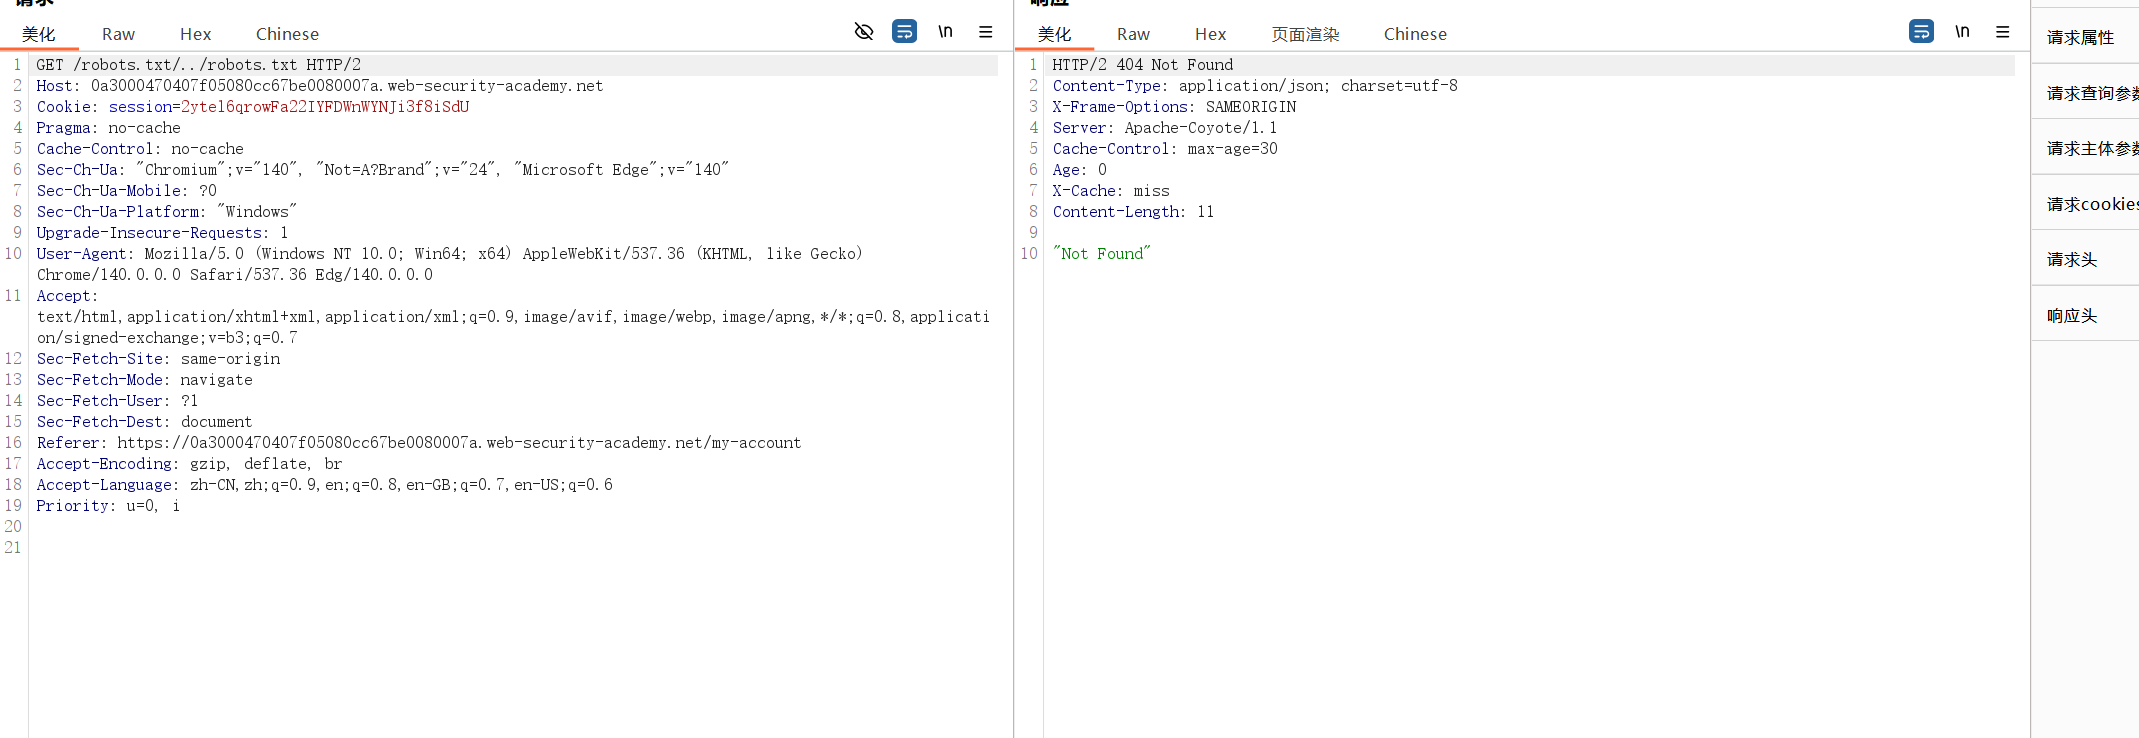 美化 Raw Hex Chinese \n
1 GET /robots.txt/../robots.txt HTTP/2
2 Host: 0a3000470407f05080cc67be0080007a.web-security-academy.net
3 Cookie: session=2ytel6qrowFa22IYFDWnWYNJi3f8iSdU
4 Pragma: no-cache
5 Cache-Control: no-cache
6 Sec-Ch-Ua: "Chromium";v="140", "Not=A?Brand";v="24", "Microsoft Edge";v="140"
7 Sec-Ch-Ua-Mobile: ?0
8 Sec-Ch-Ua-Platform: "Windows"
9 Upgrade-Insecure-Requests: 1
10 User-Agent: Mozilla/5.0 (Windows NT 10.0; Win64; x64) AppleWebKit/537.36 (KHTML, like Gecko)
Chrome/140.0.0.0 Safari/537.36 Edg/140.0.0.0
11 Accept:
text/html,application/xhtml+xml,application/xml;q=0.9,image/avif,image/webp,image/apng,*/*;q=0.8,applicati
on/signed-exchange;v=b3;q=0.7
12 Sec-Fetch-Site: same-origin
13 Sec-Fetch-Mode: navigate
14 Sec-Fetch-User: ?1
15 Sec-Fetch-Dest: document
16 Referer: https://0a3000470407f05080cc67be0080007a.web-security-academy.net/my-account
17 Accept-Encoding: gzip, deflate, br
18 Accept-Language: zh-CN,zh;q=0.9,en;q=0.8,en-GB;q=0.7,en-US;q=0.6
19 Priority: u=0, i
20
21
美化 Raw Hex 页面渲染 Chinese \n
1 HTTP/2 404 Not Found
2 Content-Type: application/json; charset=utf-8
3 X-Frame-Options: SAMEORIGIN
4 Server: Apache-Coyote/1.1
5 Cache-Control: max-age=30
6 Age: 0
7 X-Cache: miss
8 Content-Length: 11
9
10 "Not Found"
请求属性
请求查询参数
请求主体参数
请求cookies
请求头
响应头